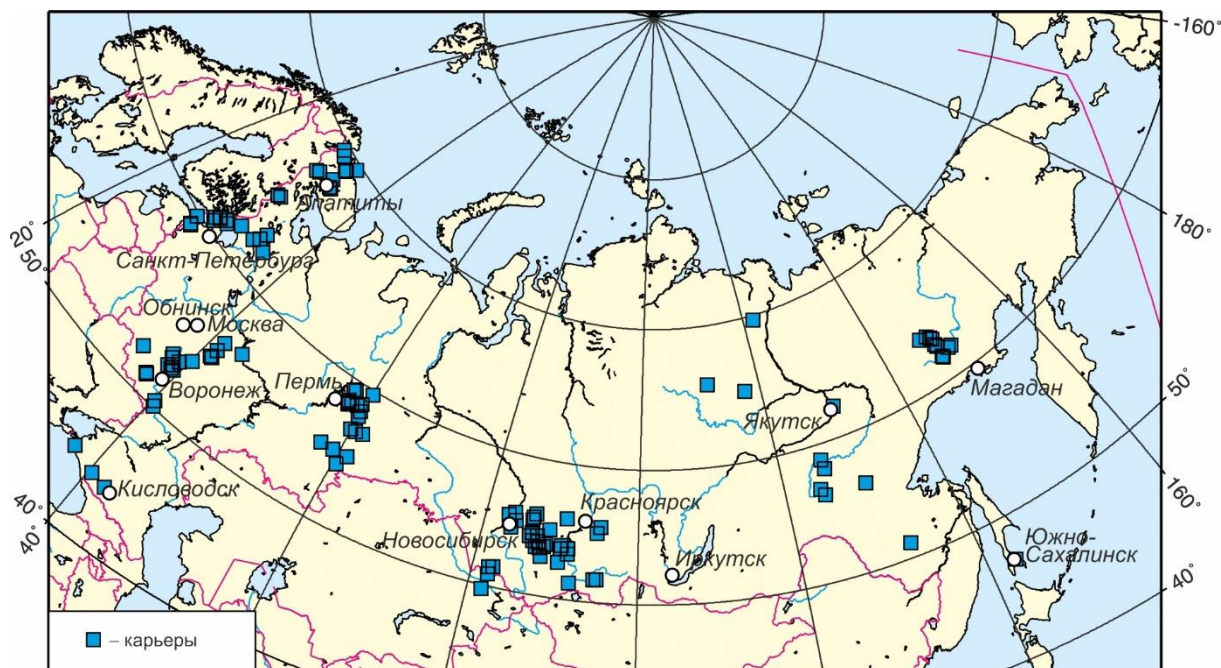 -160°
180°
20°
50°
Апатиты
Санкт-Петербург
Обнинск
Москва
Воронеж
Пермь
Магадан
50°
Якутск
160°
Кисловодск
40°
40°
Красноярск
Новосибирск
Иркутск
Южно-
Сахалинск
40°
– карьеры